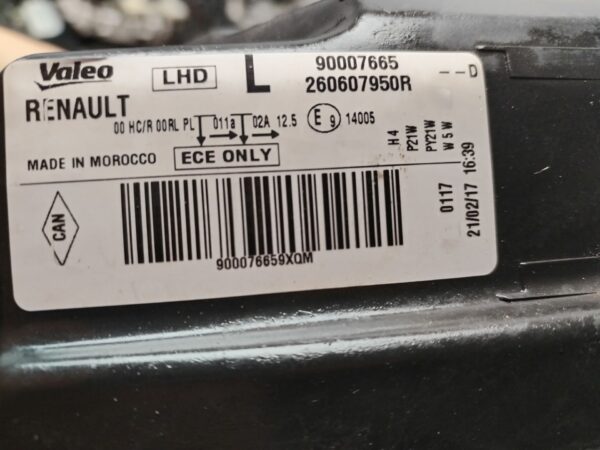 Valeo LHD L 90007665
RENAULT 260607950R --D
00 HC/R 00RL PL 011a 02A 12.5 E9 14005
MADE IN MOROCCO ECE ONLY
H4
P21W
PY21W
W5W
0117
21/02/17 16:39
CAN
900076659XQM